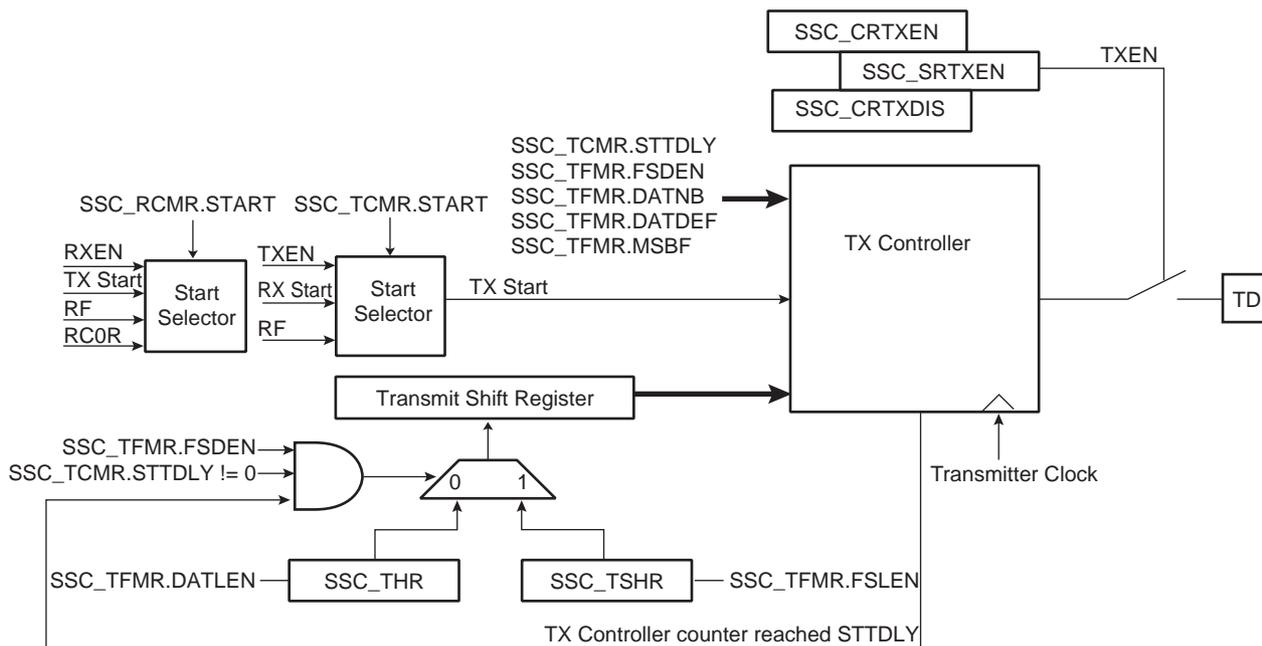 SSC_CRTXEN
SSC_SRTXEN
TXEN
SSC_CRTXDIS
SSC_TCMR.STTDLY
SSC_TFMR.FSDEN
SSC_TFMR.DATNB
SSC_TFMR.DATDEF
SSC_TFMR.MSBF
TX Controller
SSC_RCMR.START
SSC_TCMR.START
RXEN
TX Start
RF
RC0R
Start
Selector
TXEN
RX Start
RF
Start
Selector
TX Start
TD
Transmit Shift Register
Transmitter Clock
SSC_TFMR.FSDEN
SSC_TCMR.STTDLY != 0
0
1
SSC_TFMR.DATLEN
SSC_THR
SSC_TSHR
SSC_TFMR.FSLEN
TX Controller counter reached STTDLY